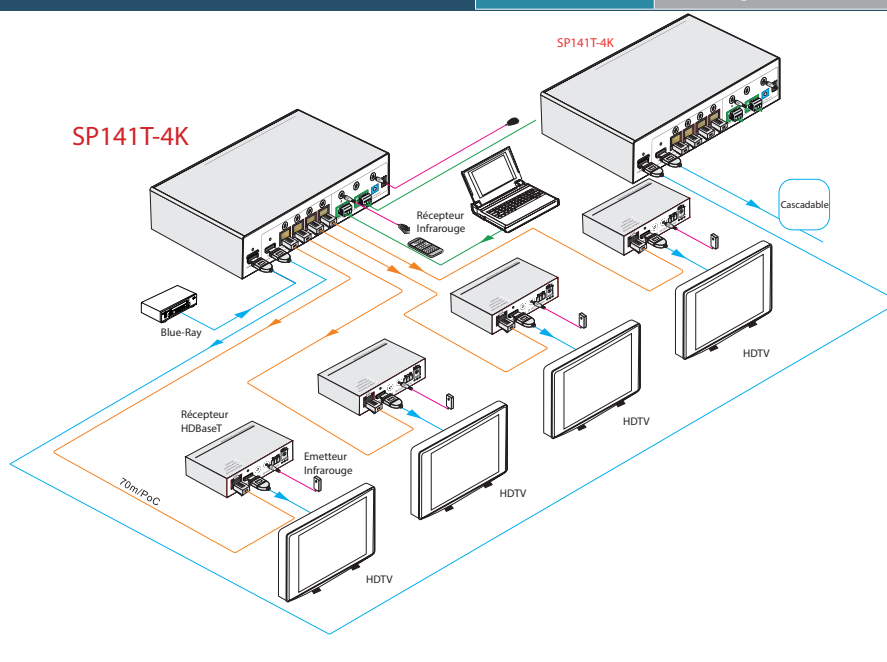 SP141T-4K
SP141T-4K
Cascadable
Récepteur
Infrarouge
Blue-Ray
HDTV
HDTV
Récepteur
HDBaseT
Emetteur
Infrarouge
70m/PoC
HDTV
HDTV